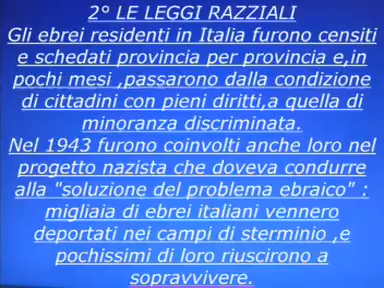 2° LE LEGGI RAZZIALI
Gli ebrei residenti in Italia furono censiti
e schedati provincia per provincia e,in
pochi mesi ,passarono dalla condizione
di cittadini con pieni diritti,a quella di
minoranza discriminata.
Nel 1943 furono coinvolti anche loro nel
progetto nazista che doveva condurre
alla "soluzione del problema ebraico" :
migliaia di ebrei italiani vennero
deportati nei campi di sterminio ,e
pochissimi di loro riuscirono a
sopravvivere.